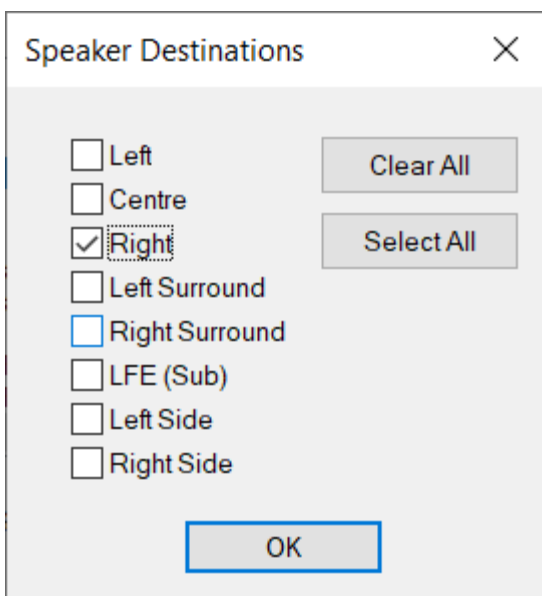 Speaker Destinations
Left
Clear All
Centre
Right
Select All
Left Surround
Right Surround
LFE (Sub)
Left Side
Right Side
OK